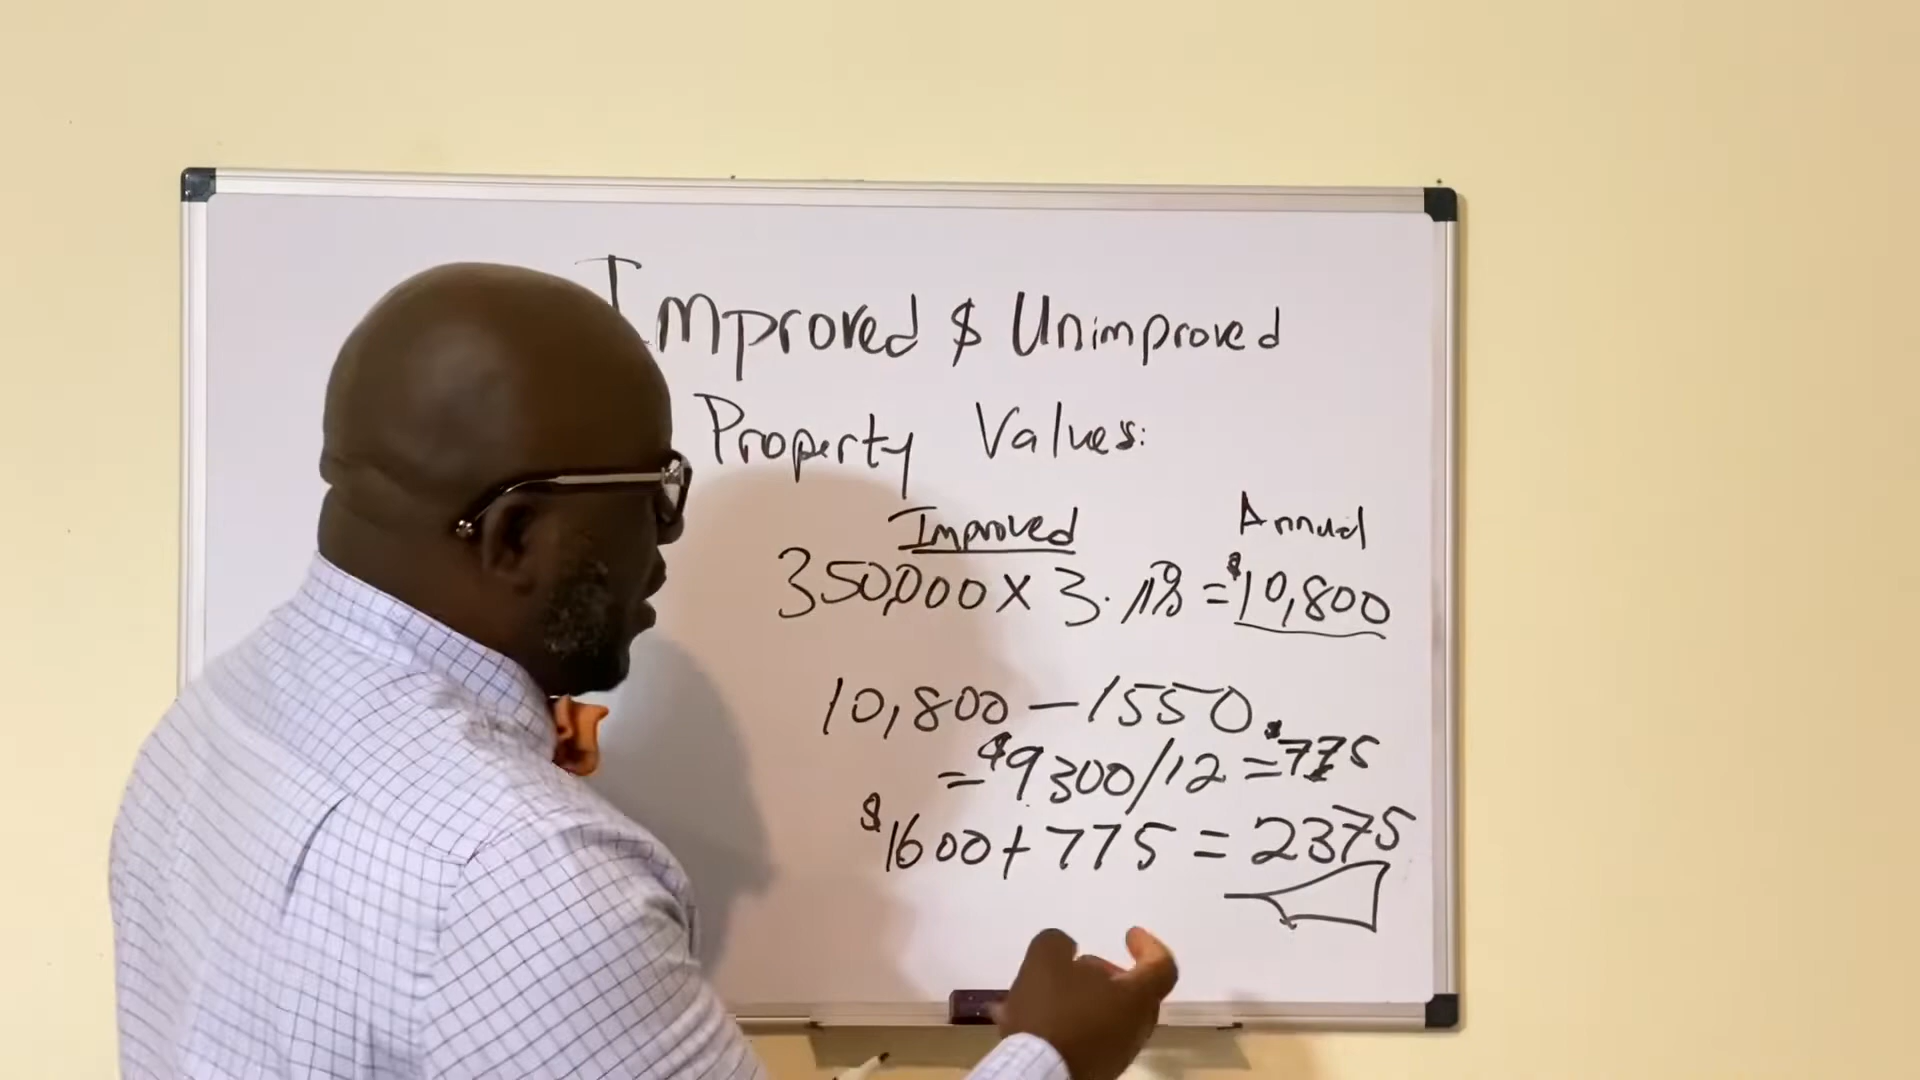 Improved & Unimproved
Property Values:
Improved Annual
350,000 x 3. = $10,800
10,800 - 1550
= $9300/12 = $775
$1600 + 775 = 2375